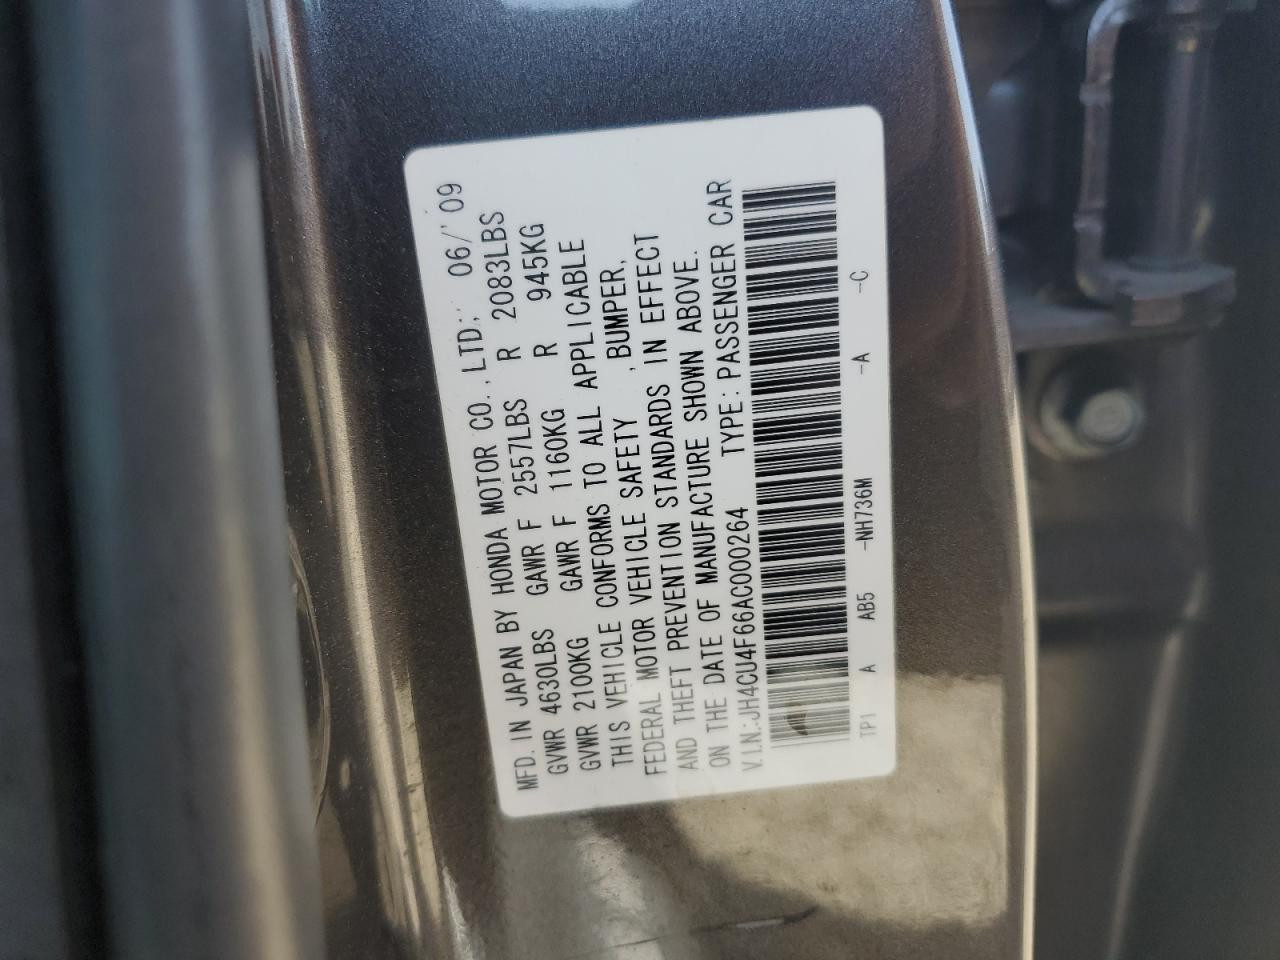 MFD. IN JAPAN BY HONDA MOTOR CO., LTD.; 06/'09
GVWR 4630LBS GAWR F 2557LBS R 2083LBS
GVWR 2100KG GAWR F 1160KG R 945KG
THIS VEHICLE CONFORMS TO ALL APPLICABLE
FEDERAL MOTOR VEHICLE SAFETY , BUMPER,
AND THEFT PREVENTION STANDARDS IN EFFECT
ON THE DATE OF MANUFACTURE SHOWN ABOVE.
V.I.N.:JH4CU4F66AC000264 TYPE:PASSENGER CAR
TP1 A AB5 -NH736M -A -C